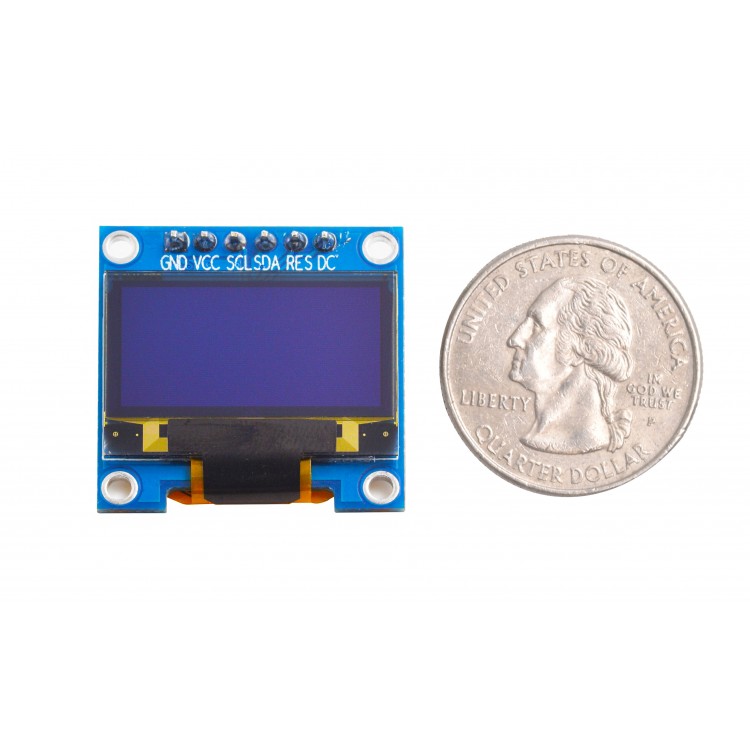 GND VCC SCL SDA RES DC
UNITED STATES OF AMERICA
LIBERTY
IN
GOD WE
TRUST
P
QUARTER DOLLAR